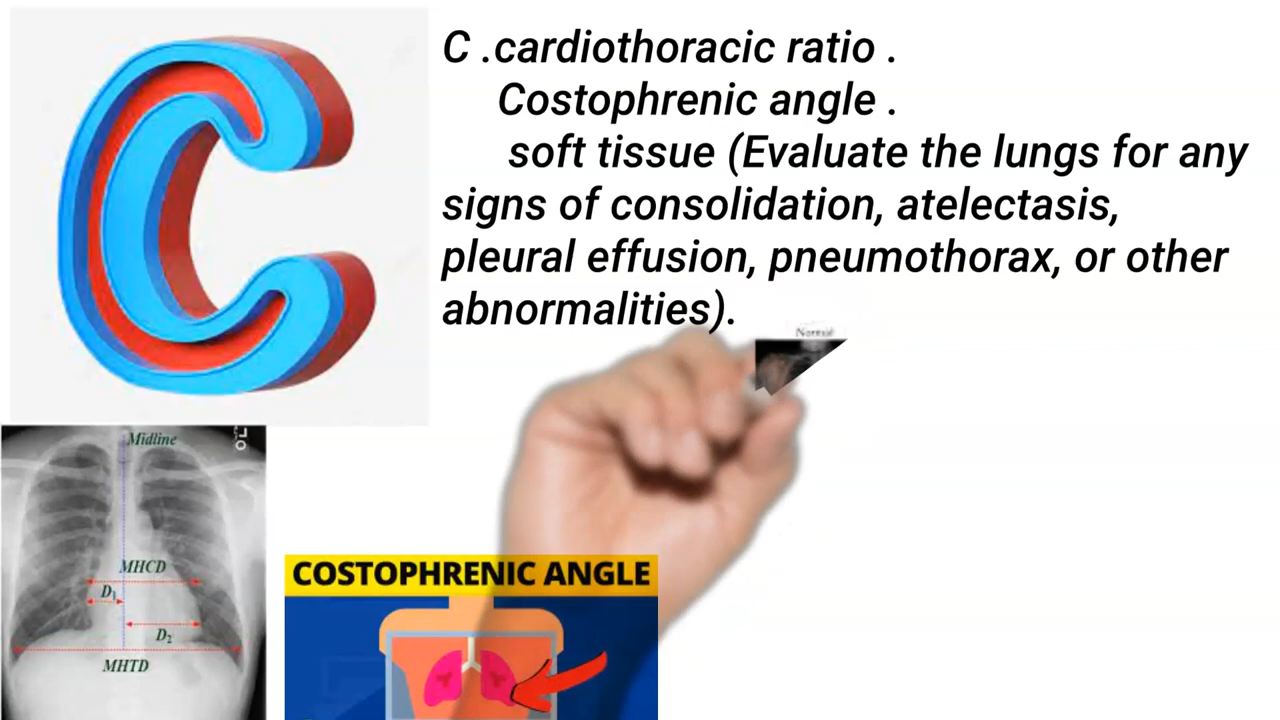 C
C .cardiothoracic ratio .
Costophrenic angle .
soft tissue (Evaluate the lungs for any
signs of consolidation, atelectasis,
pleural effusion, pneumothorax, or other
abnormalities).
Normal
Midline
MHCD
D1
D2
MHTD
COSTOPHRENIC ANGLE